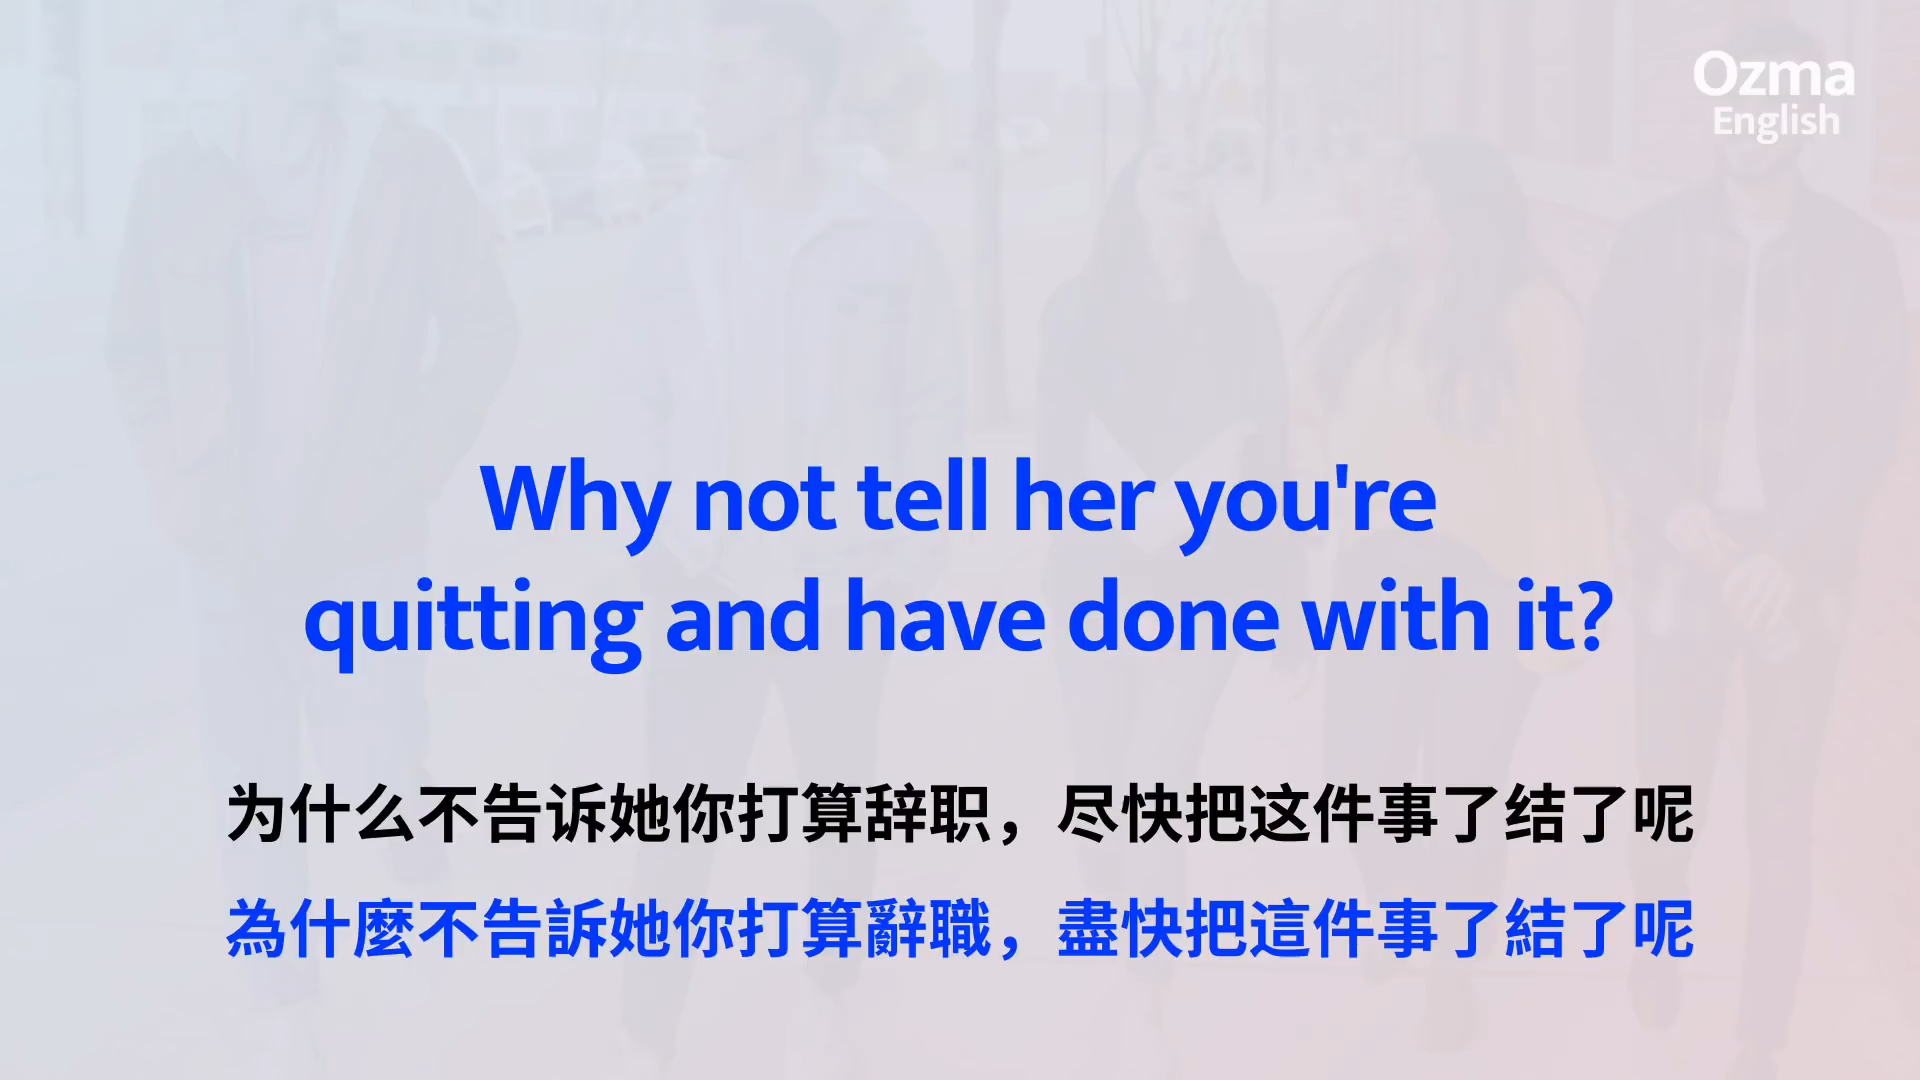 Ozma
English
Why not tell her you're
quitting and have done with it?
为什么不告诉她你打算辞职，尽快把这件事了结了呢
為什麼不告訴她你打算辭職，盡快把這件事了結了呢